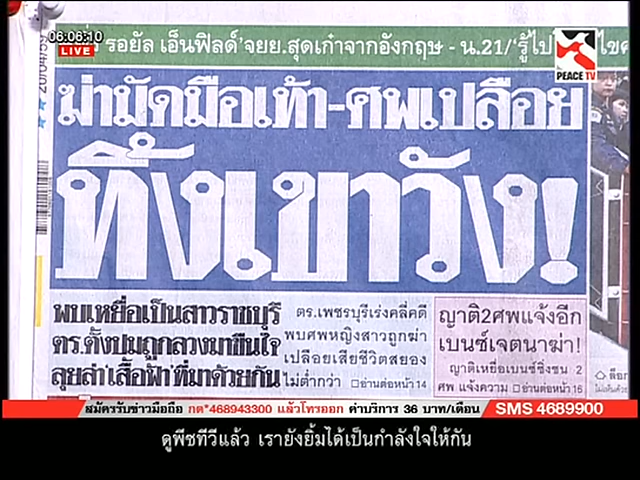 06:06:10
LIVE
รอยัล เอ็นฟิลด์'จยย.สุดเก๋าจากอังกฤษ - น.21/'รู้ไป
PEACE TV
20/04/59
ฆ่ามัดมือเท้า-ศพเปลือย
ทิ้งเขาวัง!
พบเหยื่อเป็นสาวราชบุรี
ตร.ตั้งปมถูกลวงมาขืนใจ
ลุยล่า'เสื้อฟ้า'ที่มาด้วยกัน
ตร.เพชรบุรีเร่งคลี่คดี
พบศพหญิงสาวถูกฆ่า
เปลือยเสียชีวิตสยอง
ไม่ต่ำกว่า □อ่านต่อหน้า 14
ญาติ2ศพแจ้งอีก
เบนซ์เจตนาฆ่า!
ญาติเหยื่อเบนซ์ซิ่งชน 2
ศพ แจ้งความ □อ่านต่อหน้า 16
สมัครรับข่าวมือถือ กด*468943300 แล้วโทรออก ค่าบริการ 36 บาท/เดือน
SMS 4689900
ดูพีซทีวีแล้ว เรายังยิ้มได้เป็นกำลังใจให้กัน